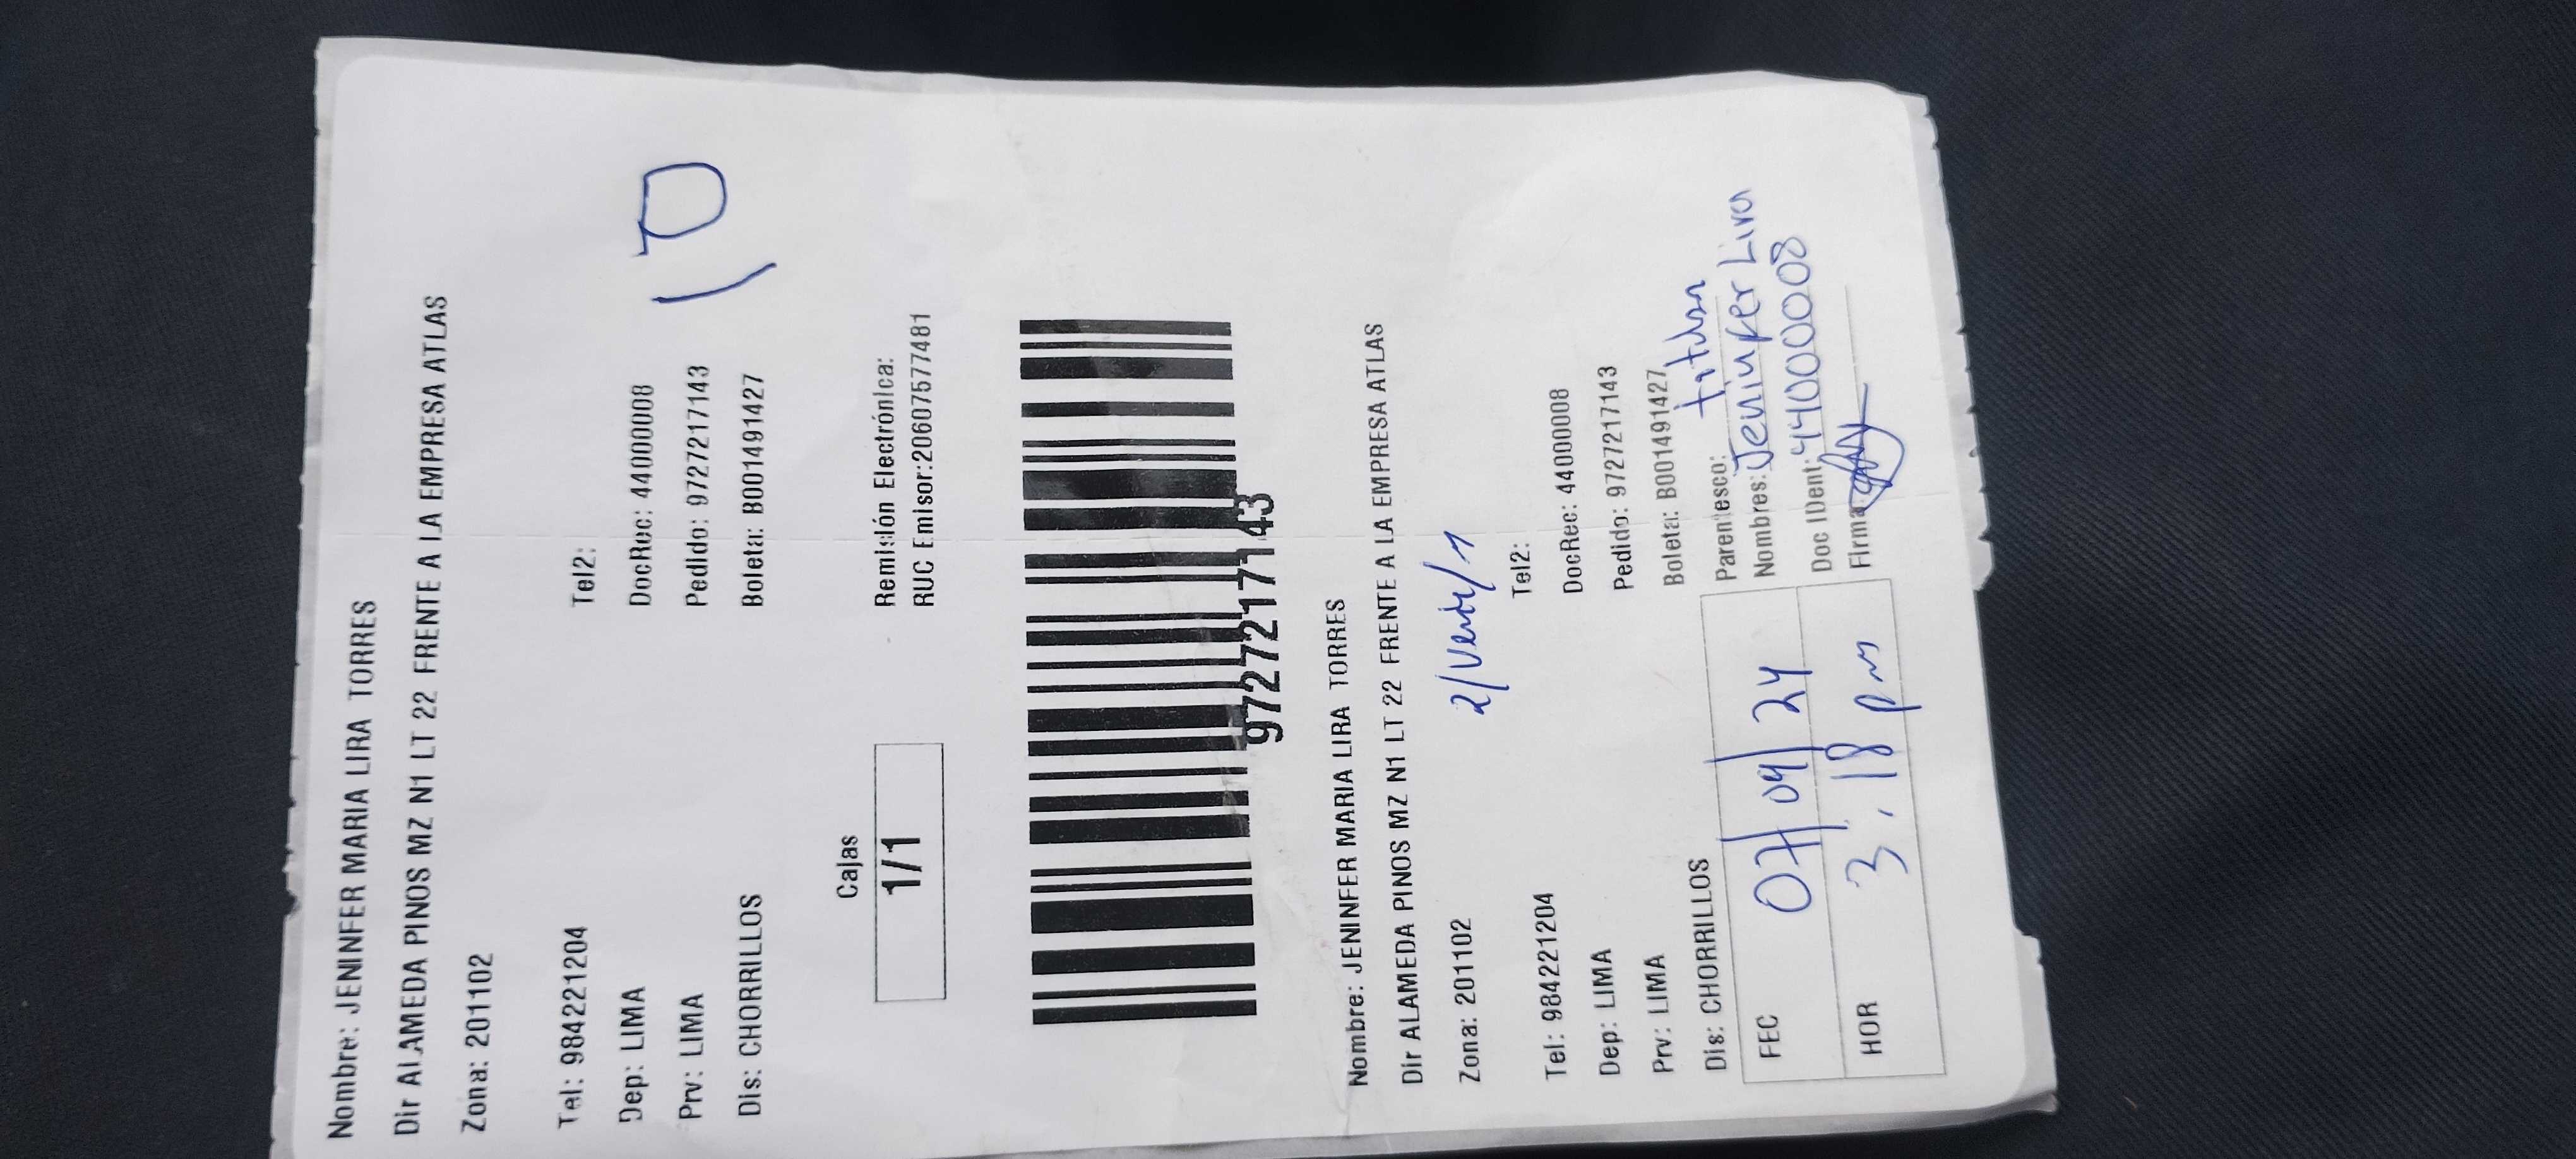 Nombre: JENINFER MARIA LIRA TORRES
Dir ALAMEDA PINOS MZ N1 LT 22 FRENTE A LA EMPRESA ATLAS
Zona: 201102
Tel: 984221204 Tel2:
Dep: LIMA DocRec: 44000008
Prv: LIMA Pedido: 9727217143
Dis: CHORRILLOS Boleta: B001491427
10
Cajas
1/1
Remisión Electrónica:
RUC Emisor:20607577481
9727217143
Nombre: JENINFER MARIA LIRA TORRES
Dir ALAMEDA PINOS MZ N1 LT 22 FRENTE A LA EMPRESA ATLAS
Zona: 201102
Tel: 984221204 Tel2:
Dep: LIMA DocRec: 44000008
Prv: LIMA Pedido: 9727217143
Dis: CHORRILLOS Boleta: B001491427
FEC 07/09/24
HOR 3.18 pm
Parentesco:
Nombres: Jeninfer Lira
Doc IDent: 44000008
Firma: